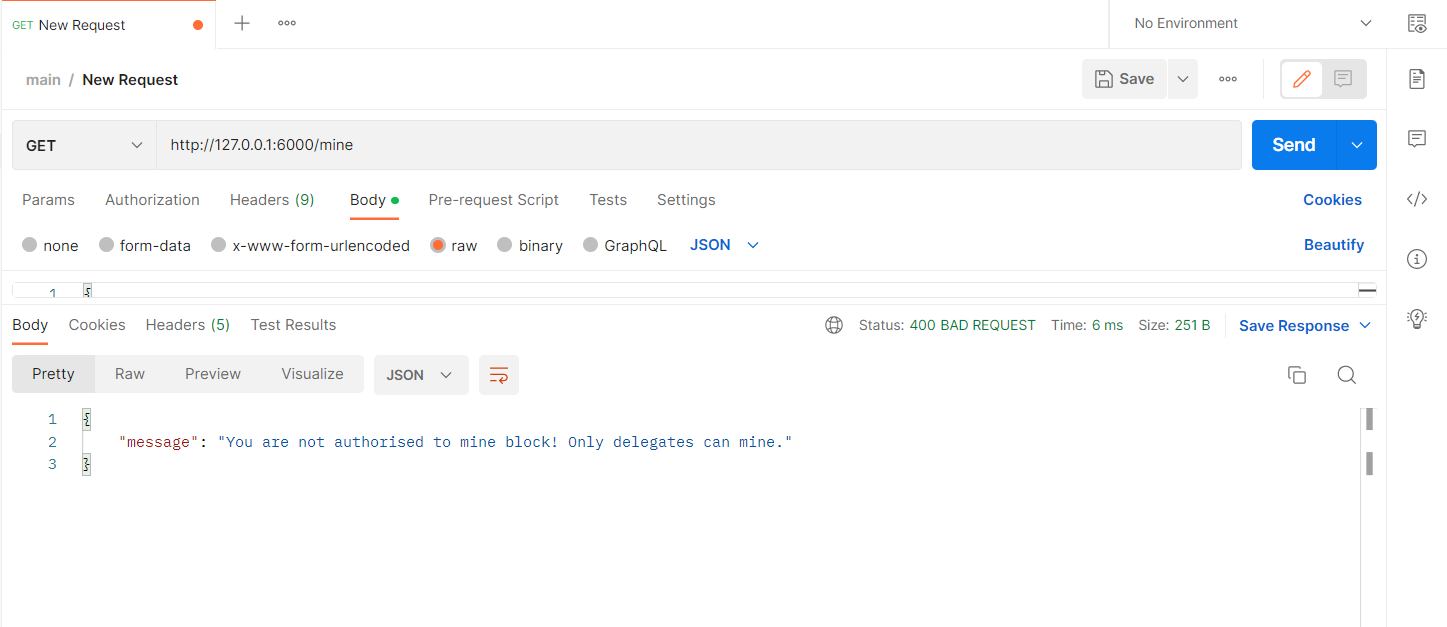 GET New Request
No Environment
main / New Request
Save
GET
http://127.0.0.1:6000/mine
Send
Params Authorization Headers (9) Body Pre-request Script Tests Settings Cookies
none form-data x-www-form-urlencoded raw binary GraphQL JSON Beautify
1 {
Body Cookies Headers (5) Test Results Status: 400 BAD REQUEST Time: 6 ms Size: 251 B Save Response
Pretty Raw Preview Visualize JSON
1 {
2 "message": "You are not authorised to mine block! Only delegates can mine."
3 }